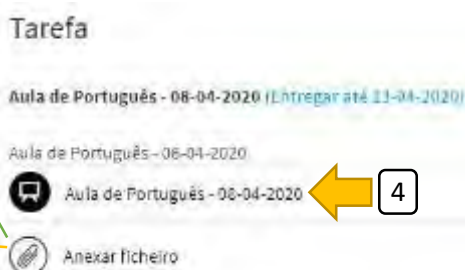 Tarefa
Aula de Português - 08-04-2020 (Entregar até 13-04-2020)
Aula de Português - 08-04-2020
Aula de Português - 08-04-2020
4
Anexar ficheiro